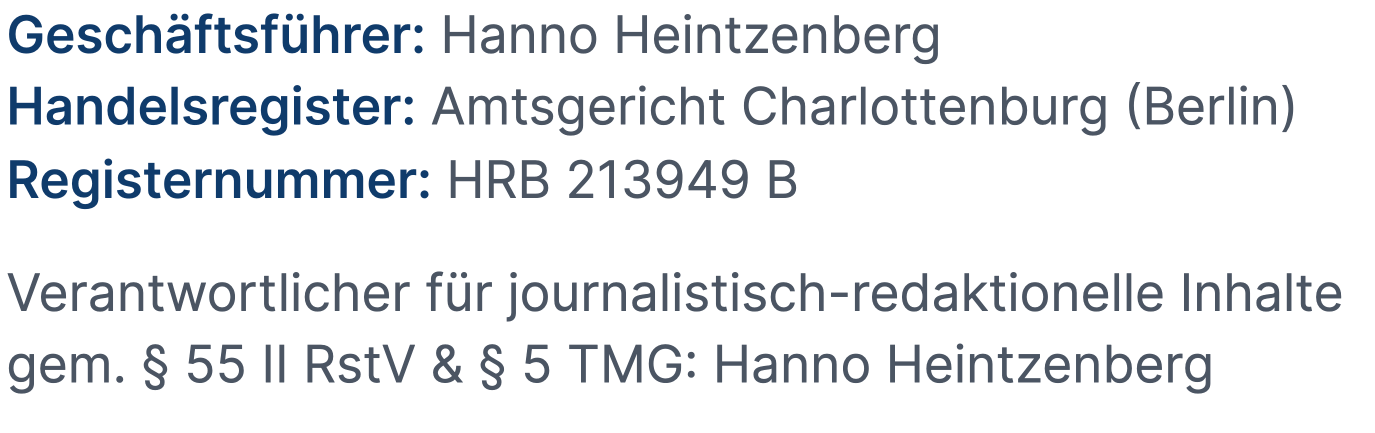 Geschäftsführer: Hanno Heintzenberg
Handelsregister: Amtsgericht Charlottenburg (Berlin)
Registernummer: HRB 213949 B
Verantwortlicher für journalistisch-redaktionelle Inhalte
gem. § 55 II RstV & § 5 TMG: Hanno Heintzenberg